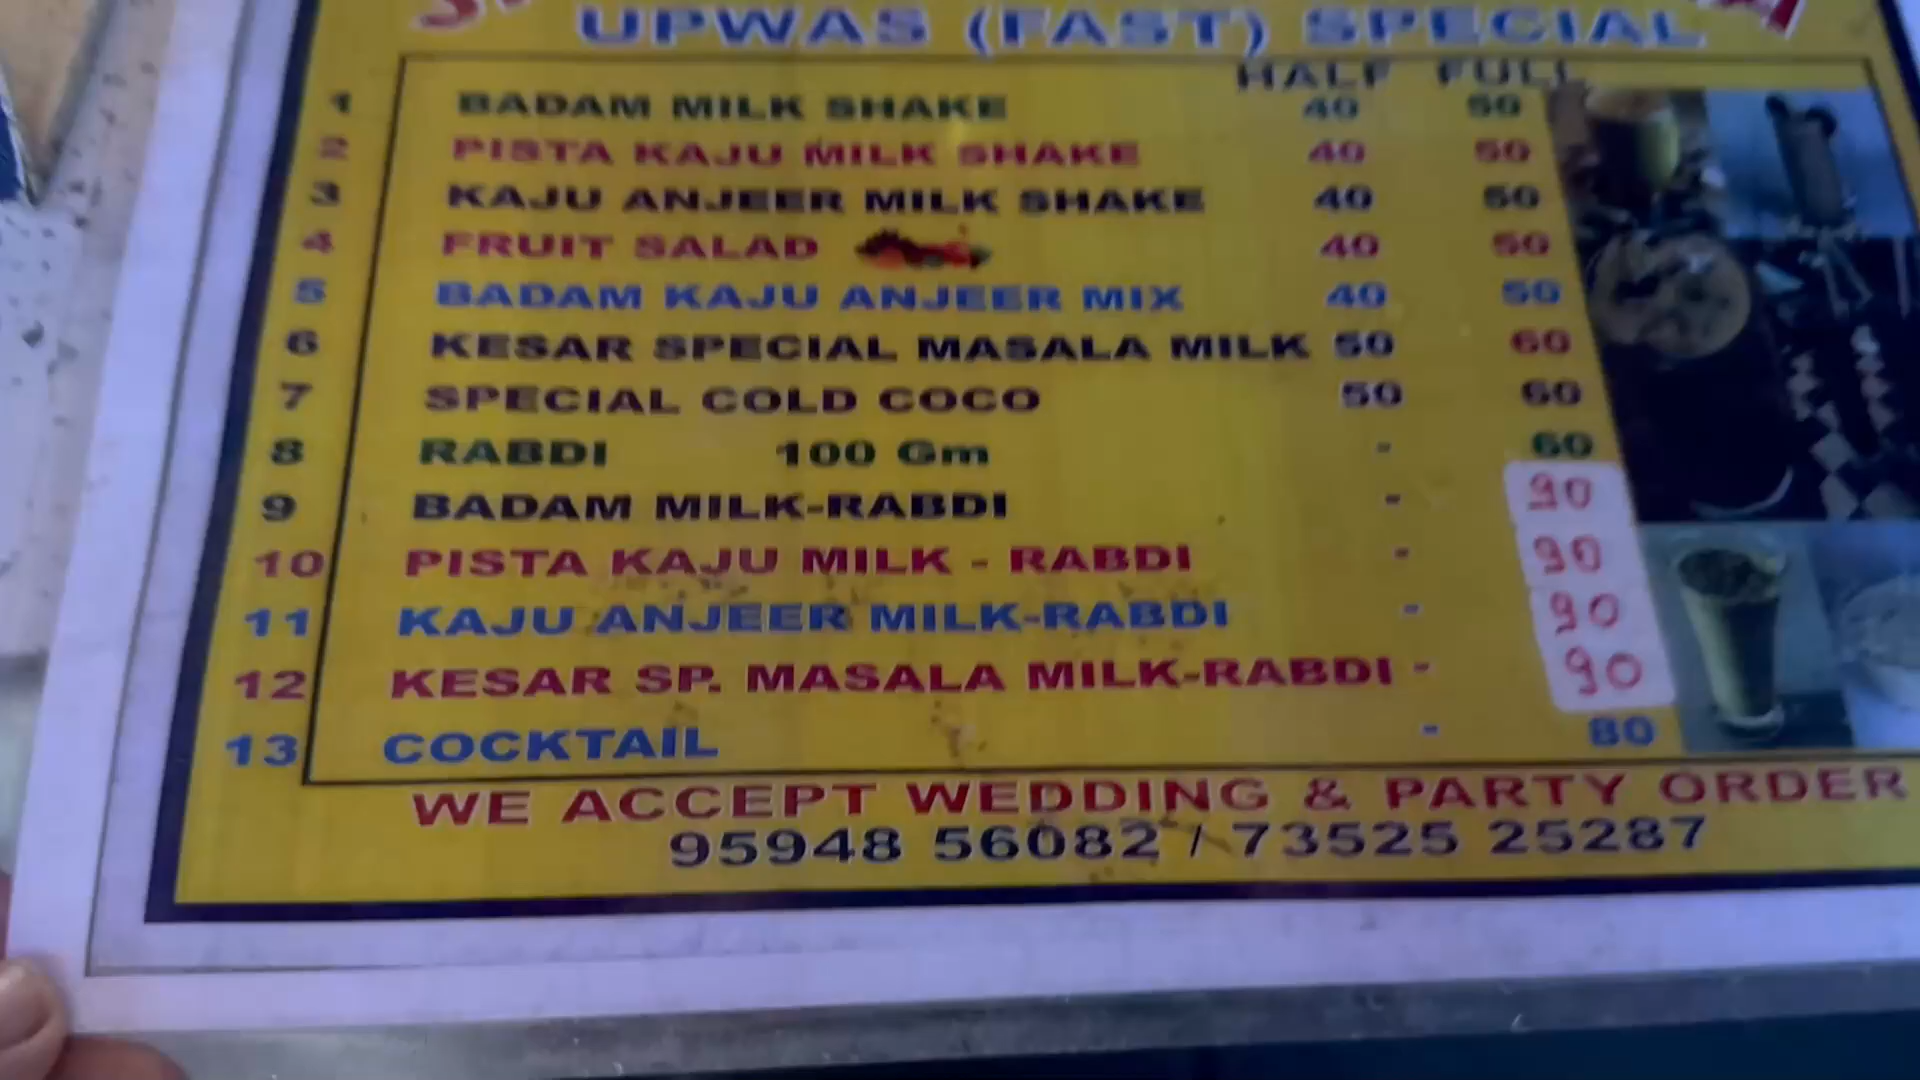 UPWAS (FAST) SPECIAL
HALF FULL
1 BADAM MILK SHAKE 40 50
2 PISTA KAJU MILK SHAKE 40 50
3 KAJU ANJEER MILK SHAKE 40 50
4 FRUIT SALAD 40 50
5 BADAM KAJU ANJEER MIX 40 50
6 KESAR SPECIAL MASALA MILK 50 60
7 SPECIAL COLD COCO 50 60
8 RABDI 100 Gm - 60
9 BADAM MILK-RABDI - 90
10 PISTA KAJU MILK - RABDI - 90
11 KAJU ANJEER MILK-RABDI - 90
12 KESAR SP. MASALA MILK-RABDI - 90
13 COCKTAIL - 80
WE ACCEPT WEDDING & PARTY ORDER
95948 56082 / 73525 25287